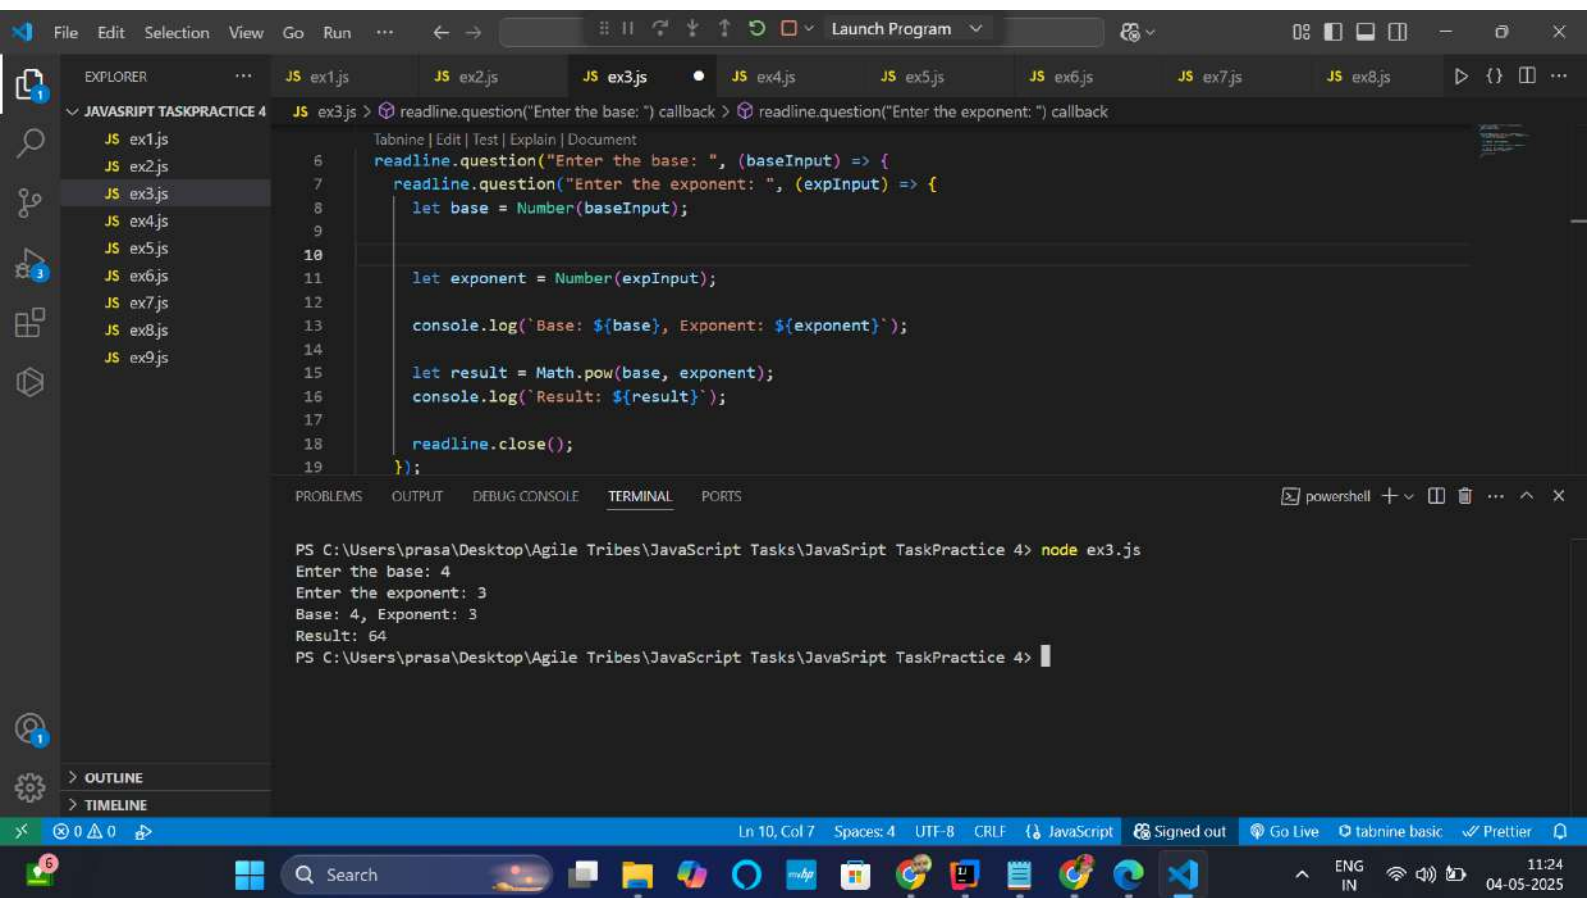 File Edit Selection View Go Run ··· Launch Program
EXPLORER ···
JAVASRIPT TASKPRACTICE 4
JS ex1.js
JS ex2.js
JS ex3.js
JS ex4.js
JS ex5.js
JS ex6.js
JS ex7.js
JS ex8.js
JS ex9.js
OUTLINE
TIMELINE
JS ex1.js JS ex2.js JS ex3.js JS ex4.js JS ex5.js JS ex6.js JS ex7.js JS ex8.js
JS ex3.js > readline.question("Enter the base: ") callback > readline.question("Enter the exponent: ") callback
Tabnine | Edit | Test | Explain | Document
6 readline.question("Enter the base: ", (baseInput) => {
7 readline.question("Enter the exponent: ", (expInput) => {
8 let base = Number(baseInput);
9
10
11 let exponent = Number(expInput);
12
13 console.log(`Base: ${base}, Exponent: ${exponent}`);
14
15 let result = Math.pow(base, exponent);
16 console.log(`Result: ${result}`);
17
18 readline.close();
19 });
PROBLEMS OUTPUT DEBUG CONSOLE TERMINAL PORTS powershell
PS C:\Users\prasa\Desktop\Agile Tribes\JavaScript Tasks\JavaSript TaskPractice 4> node ex3.js
Enter the base: 4
Enter the exponent: 3
Base: 4, Exponent: 3
Result: 64
PS C:\Users\prasa\Desktop\Agile Tribes\JavaScript Tasks\JavaSript TaskPractice 4>
0 0 Ln 10, Col 7 Spaces: 4 UTF-8 CRLF JavaScript Signed out Go Live tabnine basic Prettier
6 Search ENG 11:24
IN 04-05-2025